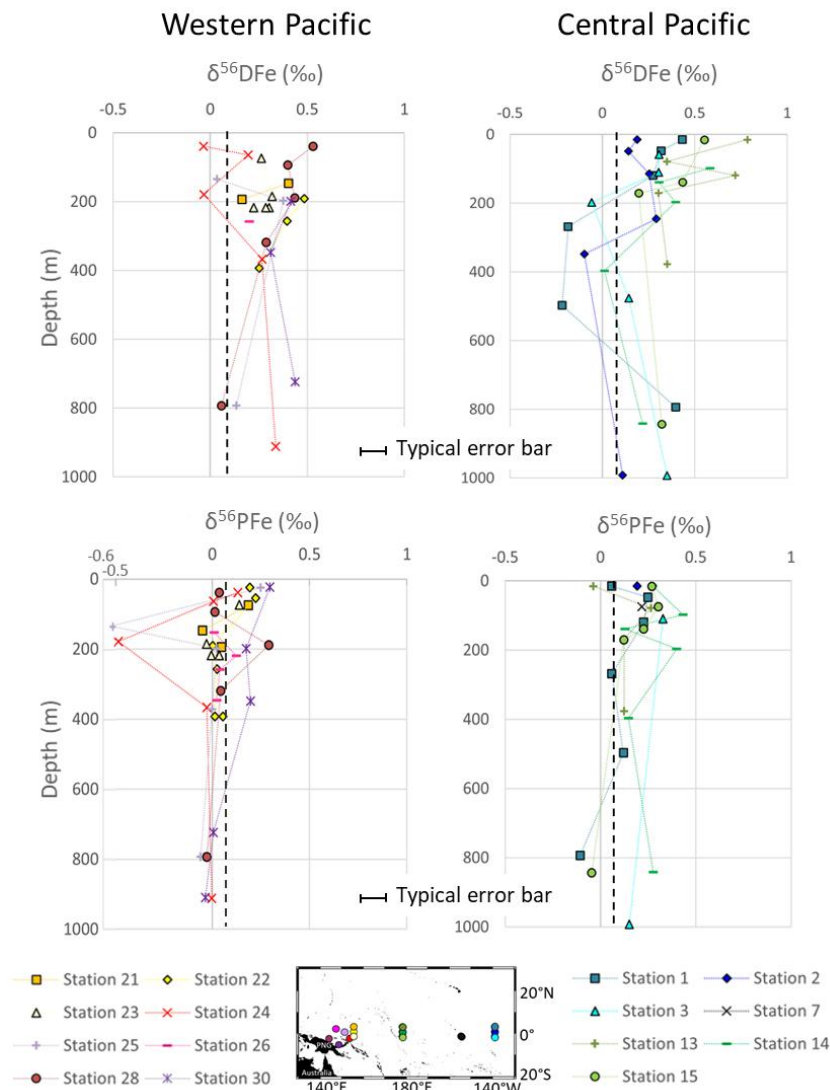 Western Pacific Central Pacific
δ⁵⁶DFe (‰) δ⁵⁶DFe (‰)
-0.5 0 0.5 1 -0.5 0 0.5 1
0 0
200 200
400 400
Depth (m)
600 600
800 800
Typical error bar
1000 1000
δ⁵⁶PFe (‰) δ⁵⁶PFe (‰)
-0.6 -0.5 0 0.5 1 -0.5 0 0.5 1
0 0
200 200
400 400
Depth (m)
600 600
800 800
Typical error bar
1000 1000
Station 21 Station 22
Station 23 Station 24
Station 25 Station 26
Station 28 Station 30
20°N
0°
20°S
PNG
Australia
140°E 180°W 140°W
Station 1 Station 2
Station 3 Station 7
Station 13 Station 14
Station 15